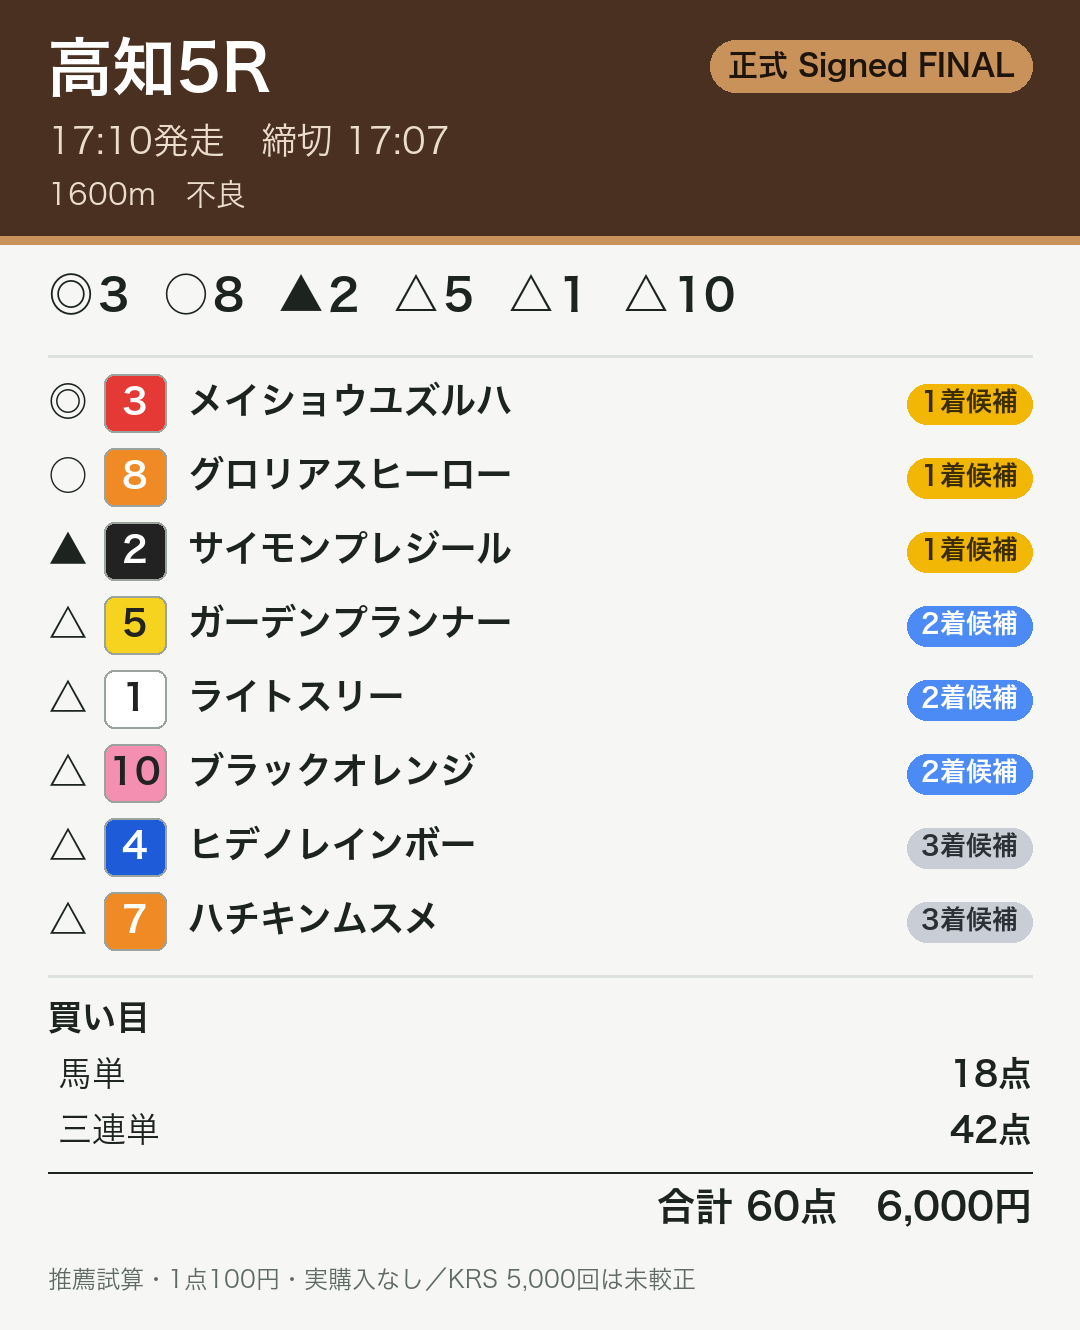 高知5R
正式 Signed FINAL
17:10発走　締切 17:07
1600m　不良
◎3 ○8 ▲2 △5 △1 △10
◎ 3 メイショウユズルハ 1着候補
○ 8 グロリアスヒーロー 1着候補
▲ 2 サイモンプレジール 1着候補
△ 5 ガーデンプランナー 2着候補
△ 1 ライトスリー 2着候補
△ 10 ブラックオレンジ 2着候補
△ 4 ヒデノレインボー 3着候補
△ 7 ハチキンムスメ 3着候補
買い目
馬単 18点
三連単 42点
合計 60点　6,000円
推薦試算・1点100円・実購入なし／KRS 5,000回は未較正